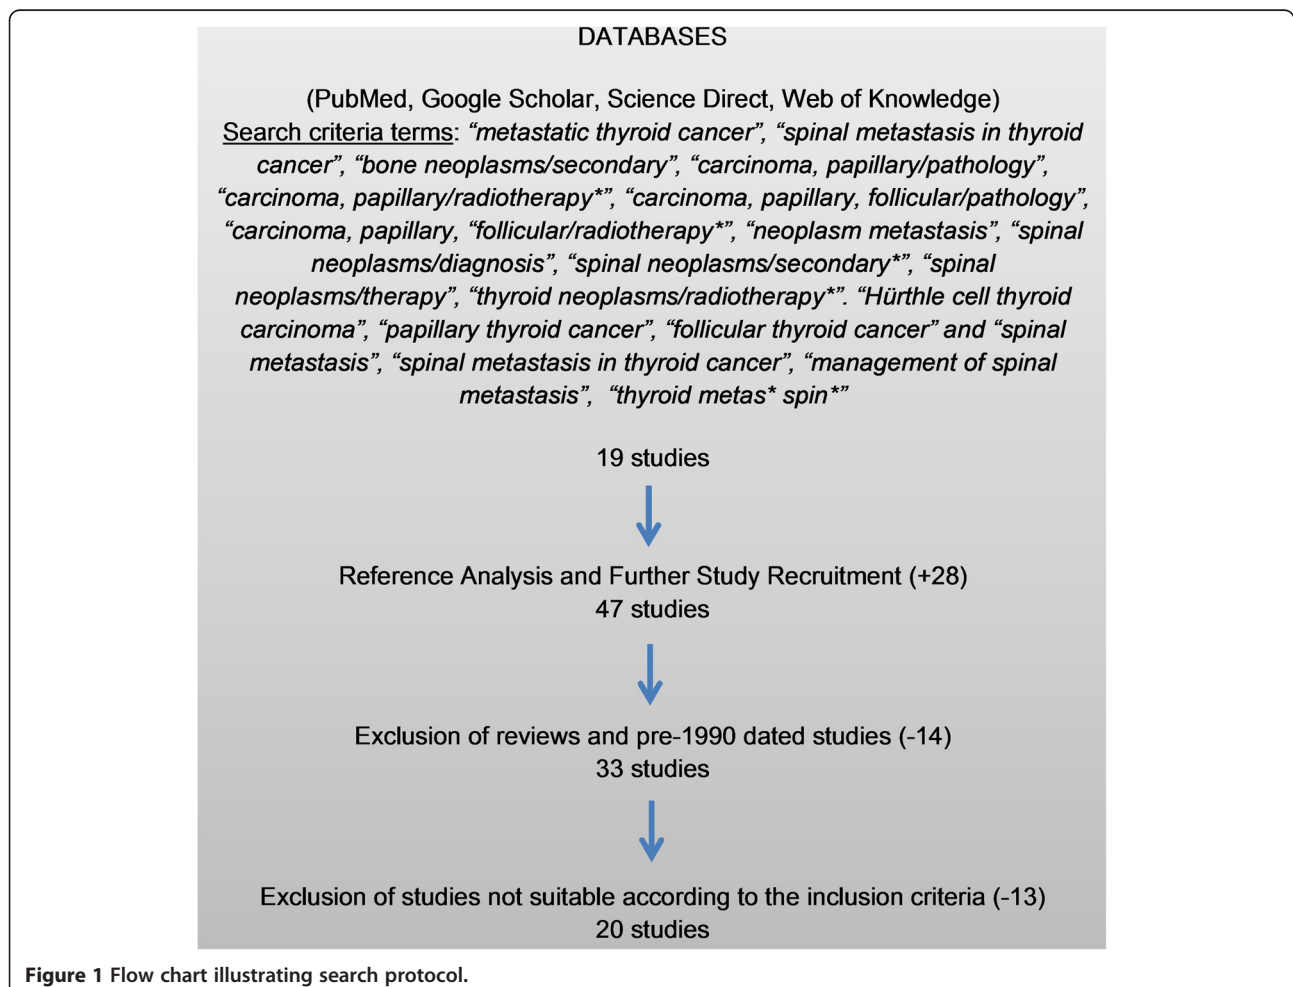 DATABASES
(PubMed, Google Scholar, Science Direct, Web of Knowledge)
Search criteria terms: “metastatic thyroid cancer”, “spinal metastasis in thyroid
cancer”, “bone neoplasms/secondary”, “carcinoma, papillary/pathology”,
“carcinoma, papillary/radiotherapy*”, “carcinoma, papillary, follicular/pathology”,
“carcinoma, papillary, “follicular/radiotherapy*”, “neoplasm metastasis”, “spinal
neoplasms/diagnosis”, “spinal neoplasms/secondary*”, “spinal
neoplasms/therapy”, “thyroid neoplasms/radiotherapy*”. “Hürthle cell thyroid
carcinoma”, “papillary thyroid cancer”, “follicular thyroid cancer” and “spinal
metastasis”, “spinal metastasis in thyroid cancer”, “management of spinal
metastasis”, “thyroid metas* spin*”
19 studies
Reference Analysis and Further Study Recruitment (+28)
47 studies
Exclusion of reviews and pre-1990 dated studies (-14)
33 studies
Exclusion of studies not suitable according to the inclusion criteria (-13)
20 studies
Figure 1 Flow chart illustrating search protocol.